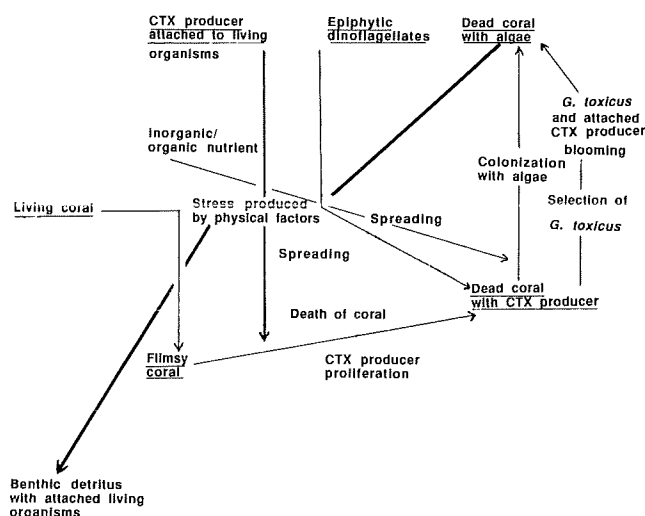 CTX producer
attached to living
organisms
Epiphytic
dinoflagellates
Dead coral
with algae
G. toxicus
and attached
CTX producer
blooming
Inorganic/
organic nutrient
Colonization
with algae
Selection of
G. toxicus
Living coral
Stress produced
by physical factors
Spreading
Spreading
Dead coral
with CTX producer
Death of coral
Flimsy
coral
CTX producer
proliferation
Benthic detritus
with attached living
organisms